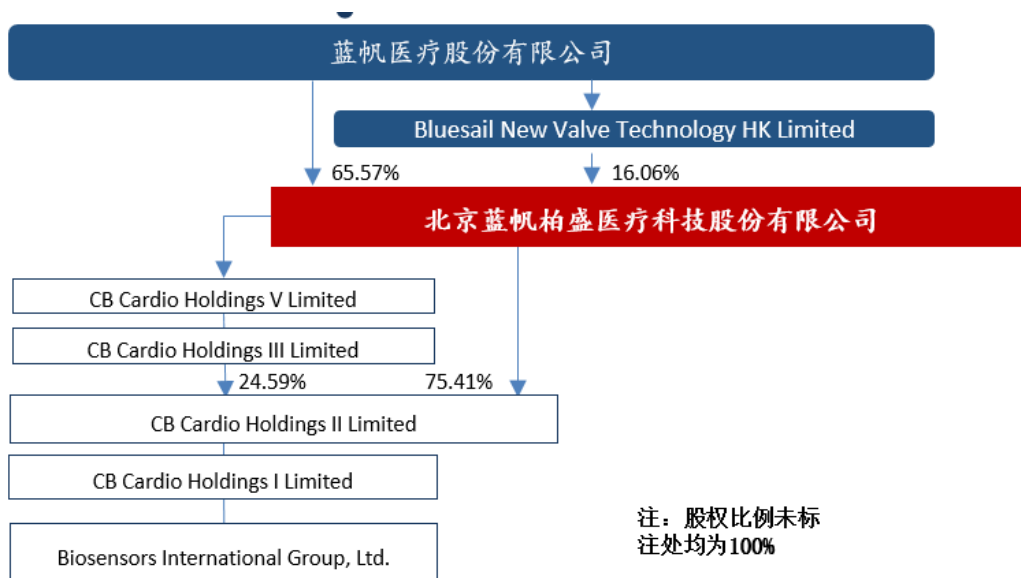 蓝帆医疗股份有限公司
Bluesail New Valve Technology HK Limited
65.57%
16.06%
北京蓝帆柏盛医疗科技股份有限公司
CB Cardio Holdings V Limited
CB Cardio Holdings III Limited
24.59%
75.41%
CB Cardio Holdings II Limited
CB Cardio Holdings I Limited
Biosensors International Group, Ltd.
注：股权比例未标
注处均为100%